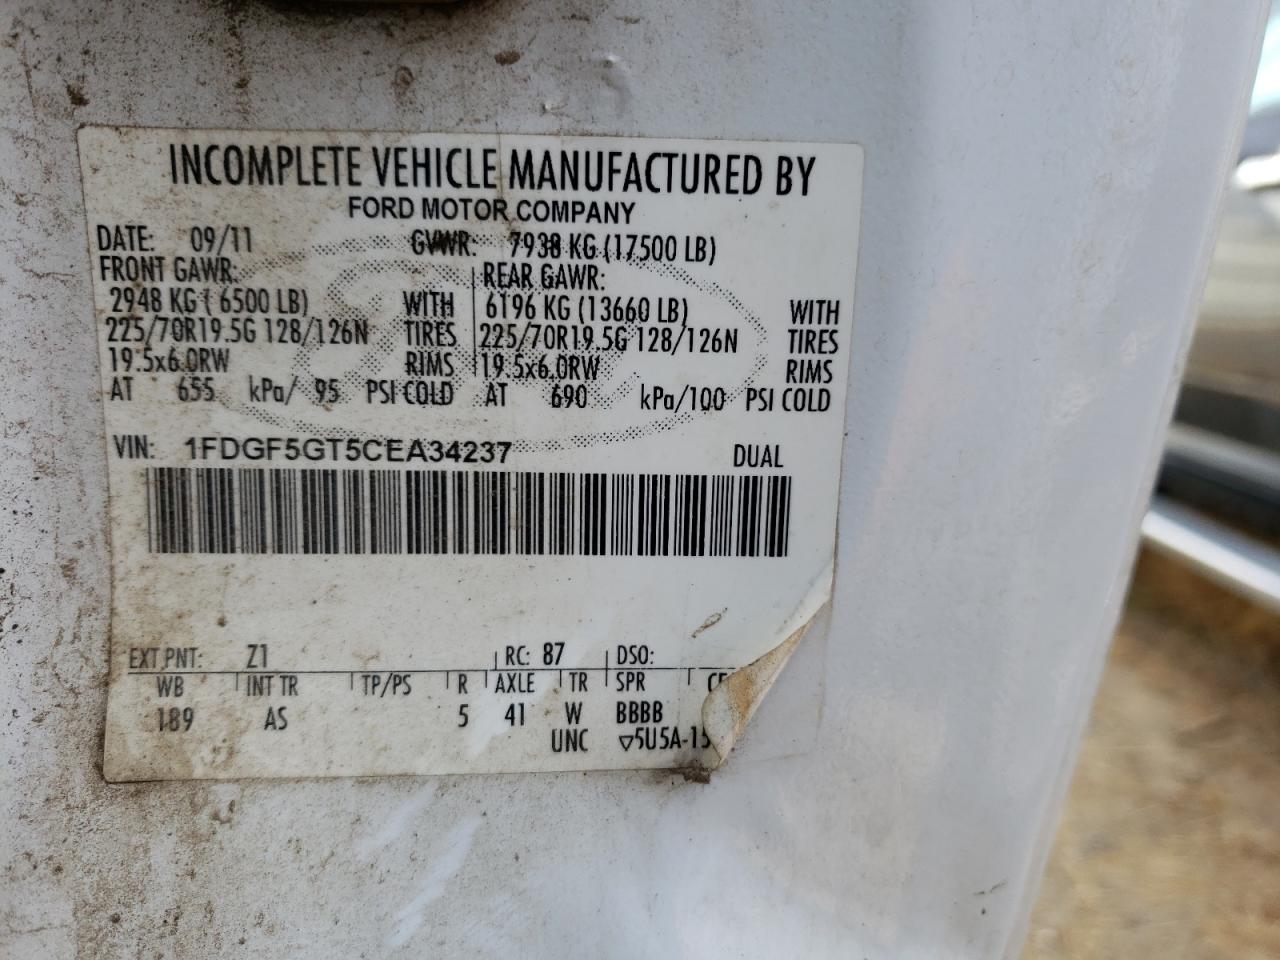 INCOMPLETE VEHICLE MANUFACTURED BY
FORD MOTOR COMPANY
DATE: 09/11 GVWR: 7938 KG (17500 LB)
FRONT GAWR: REAR GAWR:
2948 KG ( 6500 LB) WITH 6196 KG (13660 LB) WITH
225/70R19.5G 128/126N TIRES 225/70R19.5G 128/126N TIRES
19.5x6.0RW RIMS 19.5x6.0RW RIMS
AT 655 kPa/ 95 PSI COLD AT 690 kPa/100 PSI COLD
VIN: 1FDGF5GT5CEA34237 DUAL
EXT PNT: Z1 RC: 87 DSO:
WB INT TR TP/PS R AXLE TR SPR
189 AS 5 41 W BBBB
UNC ▽5U5A-15